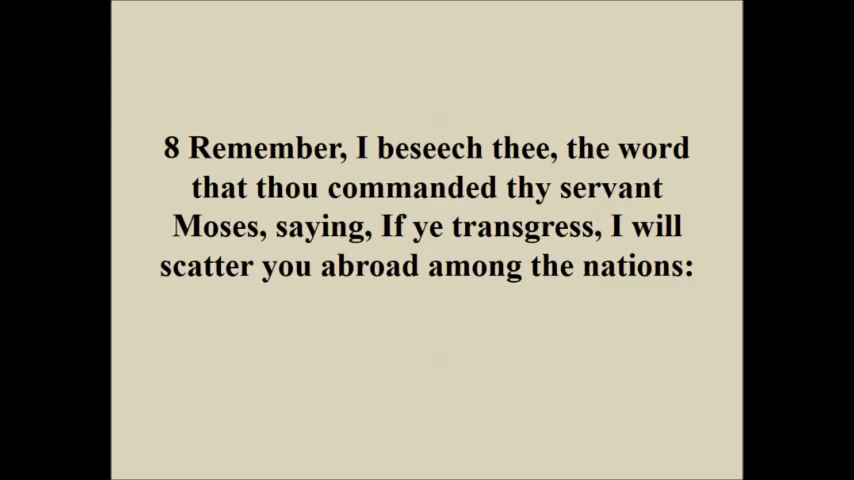 8 Remember, I beseech thee, the word
that thou commanded thy servant
Moses, saying, If ye transgress, I will
scatter you abroad among the nations: